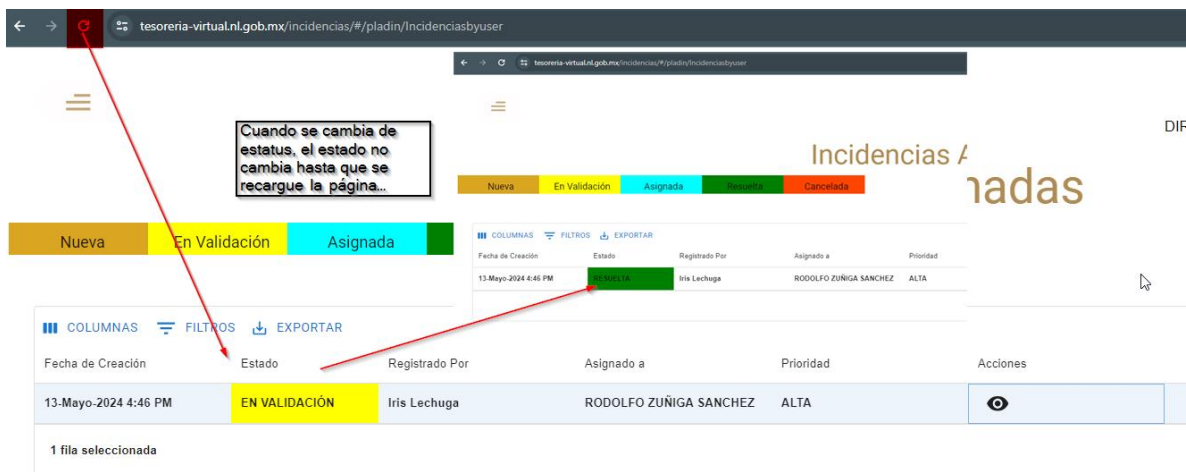 tesoreria-virtual.nl.gob.mx/incidencias/#/pladin/Incidenciasbyuser
tesoreria-virtual.nl.gob.mx/incidencias/#/pladin/Incidenciasbyuser
DIR
Cuando se cambia de
estatus, el estado no
cambia hasta que se
recargue la página...
Incidencias A
nadas
Nueva En Validación Asignada Resuelta Cancelada
Nueva En Validación Asignada
COLUMNAS FILTROS EXPORTAR
Fecha de Creación Estado Registrado Por Asignado a Prioridad
13-Mayo-2024 4:46 PM RESUELTA Iris Lechuga RODOLFO ZUÑIGA SANCHEZ ALTA
COLUMNAS FILTROS EXPORTAR
Fecha de Creación Estado Registrado Por Asignado a Prioridad Acciones
13-Mayo-2024 4:46 PM EN VALIDACIÓN Iris Lechuga RODOLFO ZUÑIGA SANCHEZ ALTA
1 fila seleccionada